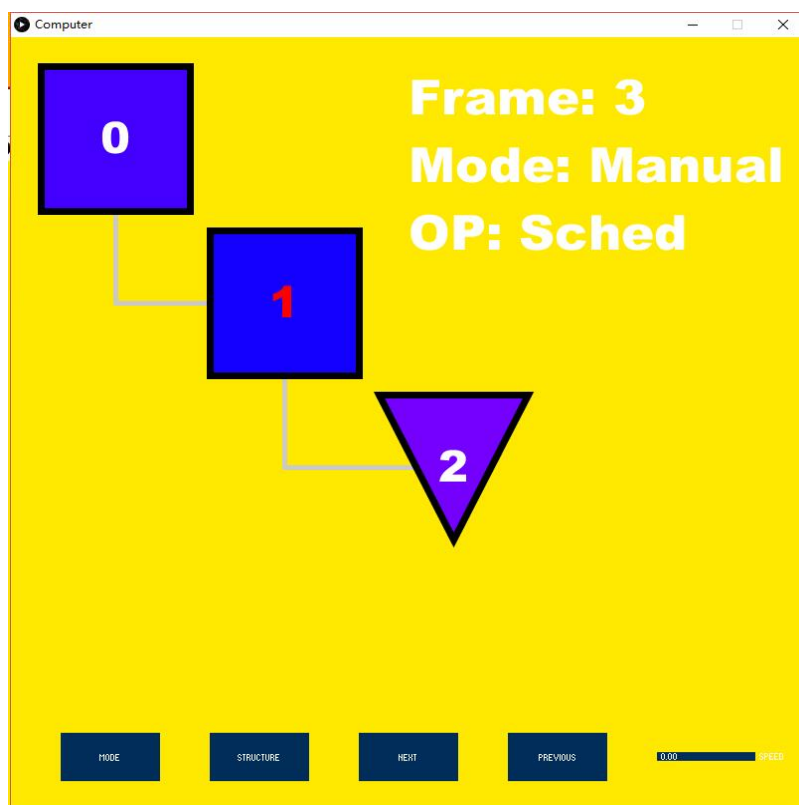 Computer
0
Frame: 3
Mode: Manual
OP: Sched
1
2
MODE
STRUCTURE
NEXT
PREVIOUS
0.00
SPEED